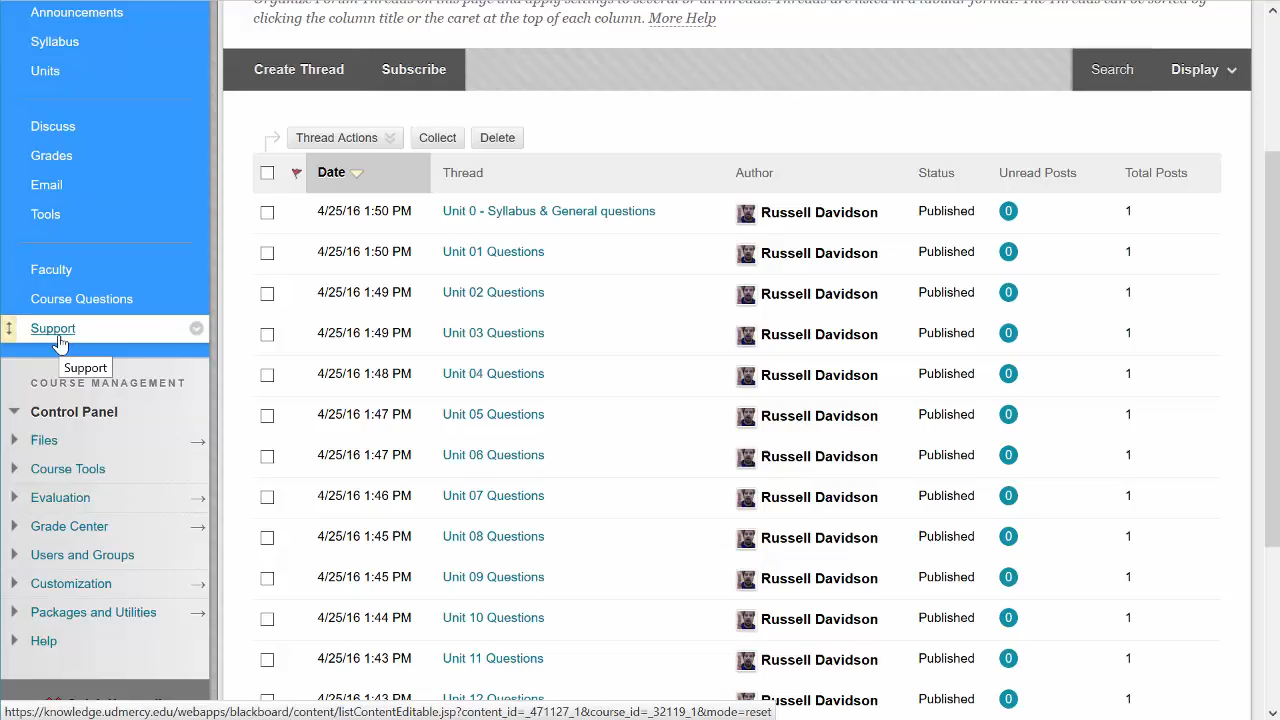 Announcements
Syllabus
Units
Discuss
Grades
Email
Tools
Faculty
Course Questions
Support
Support
COURSE MANAGEMENT
Control Panel
Files
Course Tools
Evaluation
Grade Center
Users and Groups
Customization
Packages and Utilities
Help
Organize Forum Threads on this page and apply settings to several or all threads. Threads are listed in a tabular format. The Threads can be sorted by
clicking the column title or the caret at the top of each column. More Help
Create Thread Subscribe Search Display
Thread Actions Collect Delete
Date Thread Author Status Unread Posts Total Posts
4/25/16 1:50 PM Unit 0 - Syllabus & General questions Russell Davidson Published 0 1
4/25/16 1:50 PM Unit 01 Questions Russell Davidson Published 0 1
4/25/16 1:49 PM Unit 02 Questions Russell Davidson Published 0 1
4/25/16 1:49 PM Unit 03 Questions Russell Davidson Published 0 1
4/25/16 1:48 PM Unit 04 Questions Russell Davidson Published 0 1
4/25/16 1:47 PM Unit 05 Questions Russell Davidson Published 0 1
4/25/16 1:47 PM Unit 06 Questions Russell Davidson Published 0 1
4/25/16 1:46 PM Unit 07 Questions Russell Davidson Published 0 1
4/25/16 1:45 PM Unit 08 Questions Russell Davidson Published 0 1
4/25/16 1:45 PM Unit 09 Questions Russell Davidson Published 0 1
4/25/16 1:44 PM Unit 10 Questions Russell Davidson Published 0 1
4/25/16 1:43 PM Unit 11 Questions Russell Davidson Published 0 1
4/25/16 1:43 PM Unit 12 Questions Russell Davidson Published 0 1
https://knowledge.udmercy.edu/webapps/blackboard/content/listContentEditable.jsp?content_id=_471127_1&course_id=_32119_1&mode=reset